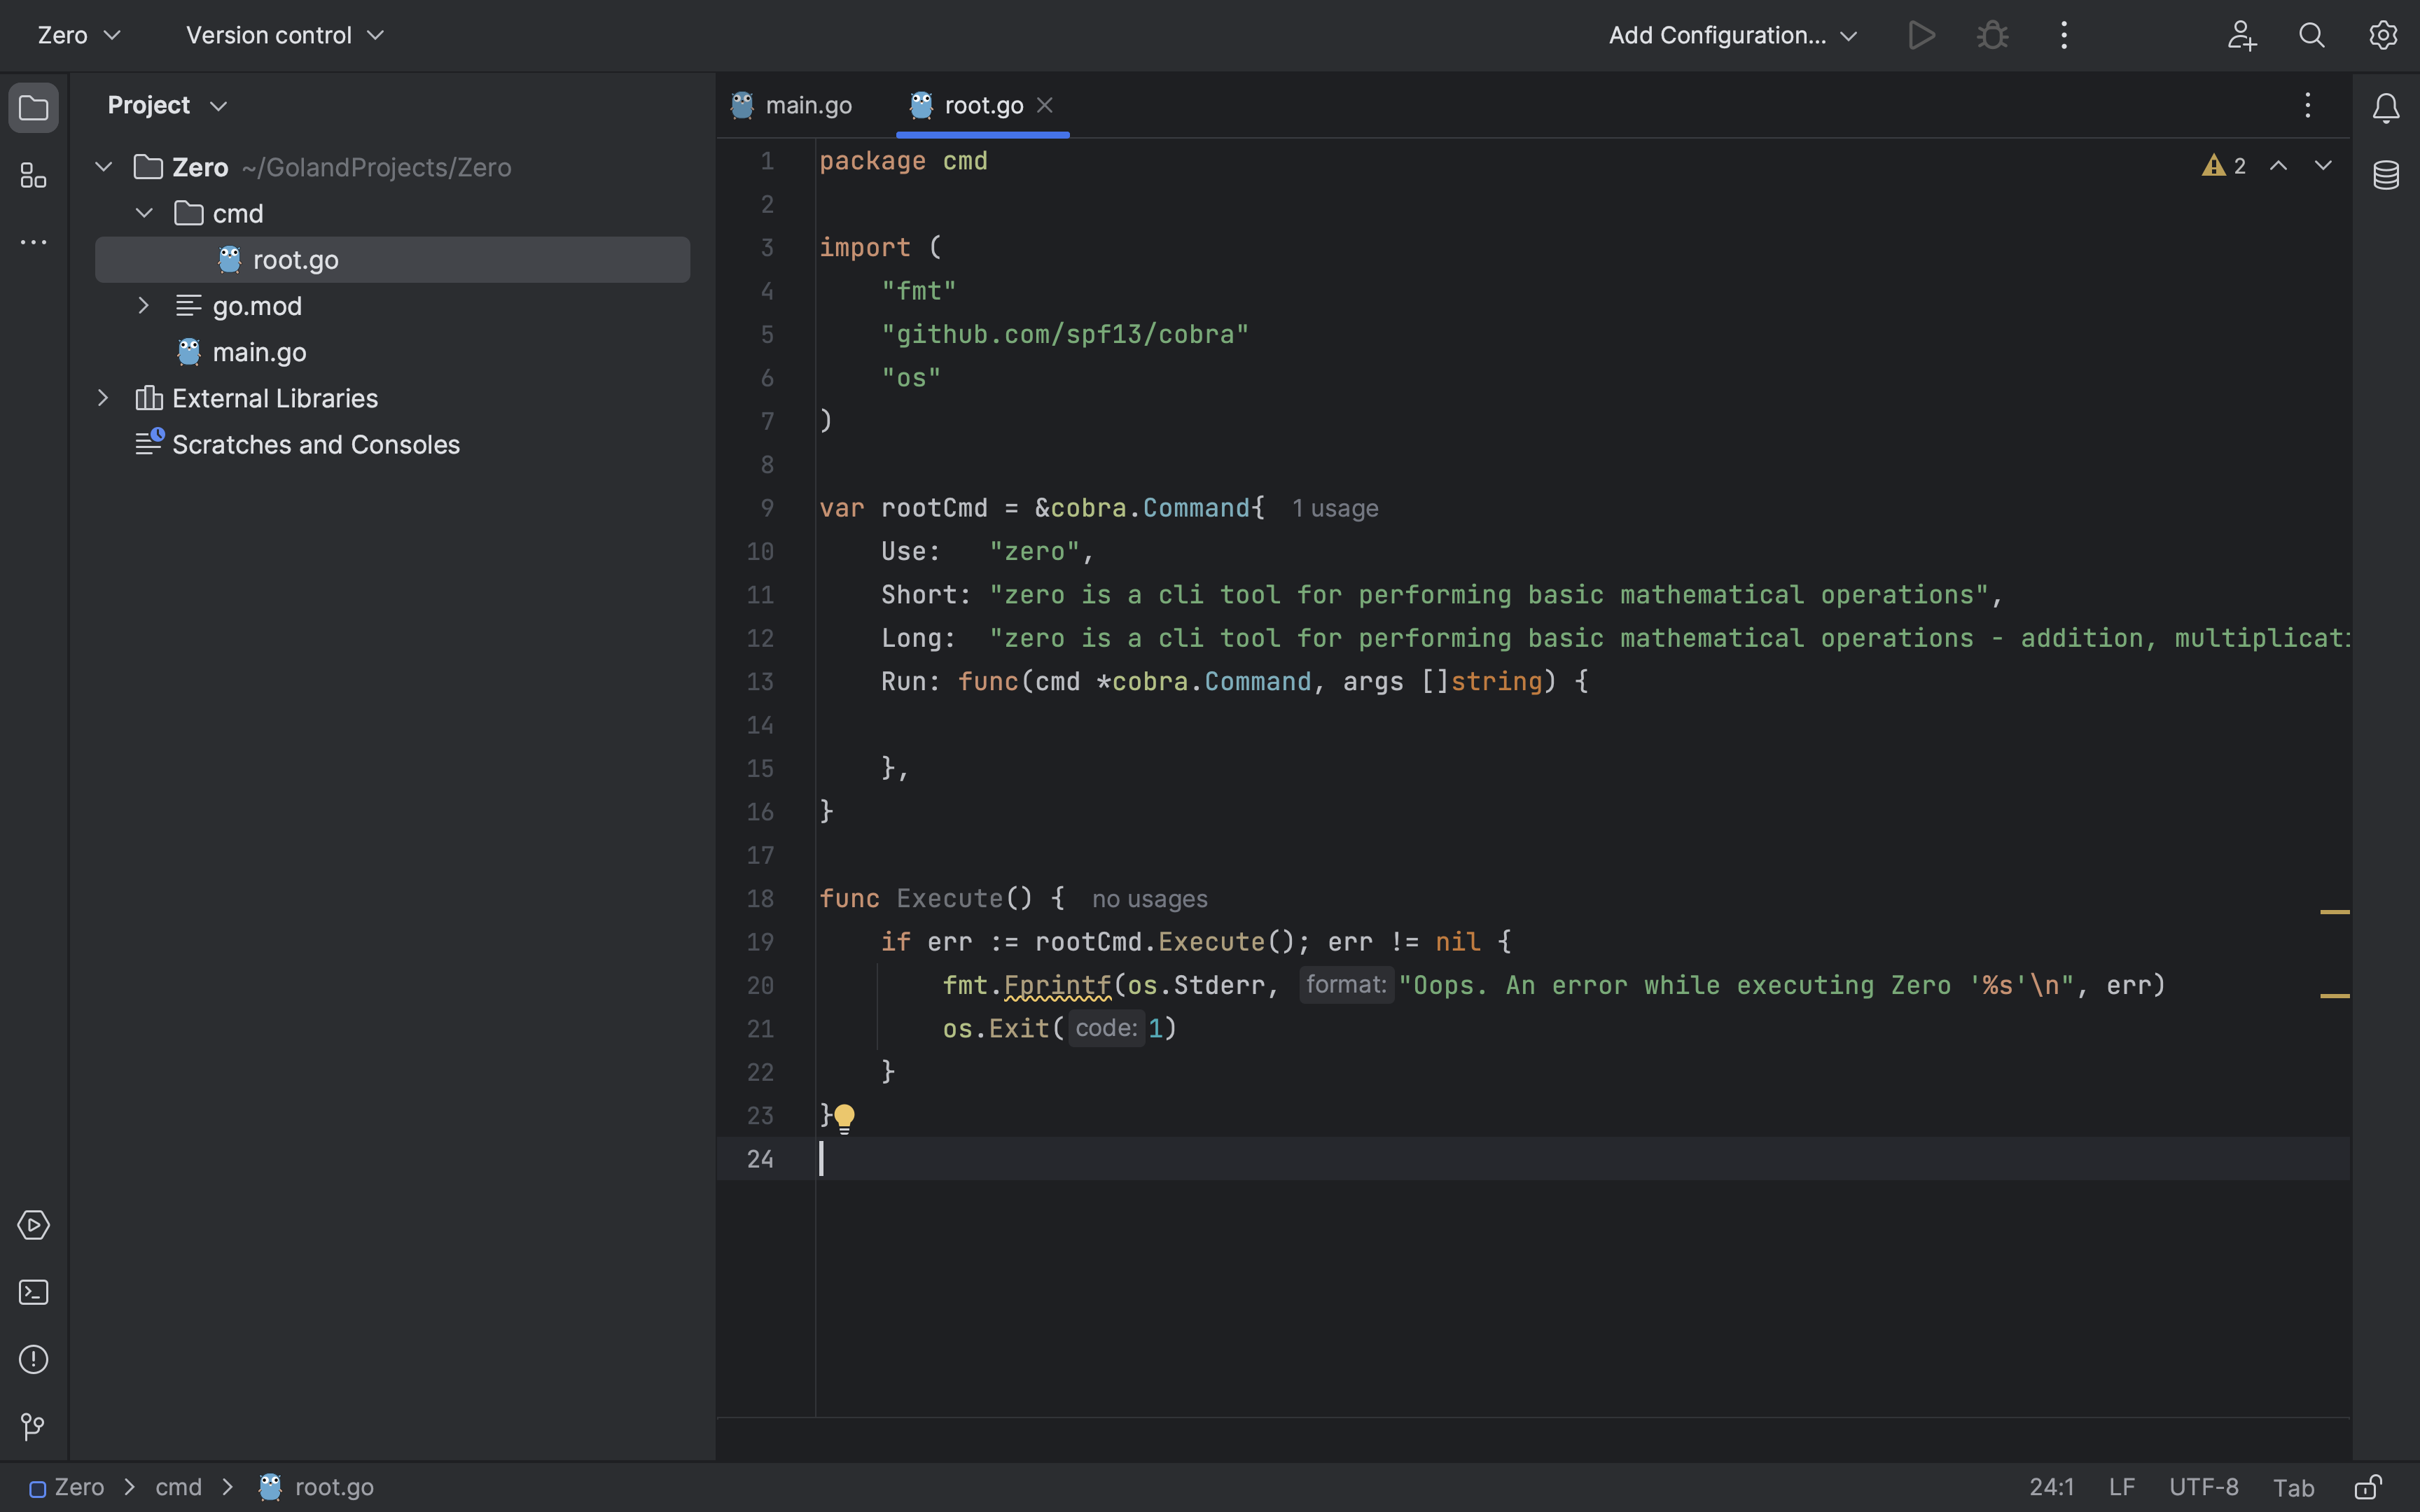 Zero
Version control
Add Configuration...
Project
Zero ~/GolandProjects/Zero
cmd
root.go
go.mod
main.go
External Libraries
Scratches and Consoles
main.go
root.go
2
1 package cmd
2
3 import (
4 "fmt"
5 "github.com/spf13/cobra"
6 "os"
7 )
8
9 var rootCmd = &cobra.Command{ 1 usage
10 Use:   "zero",
11 Short: "zero is a cli tool for performing basic mathematical operations",
12 Long:  "zero is a cli tool for performing basic mathematical operations - addition, multiplicati
13 Run: func(cmd *cobra.Command, args []string) {
14
15 },
16 }
17
18 func Execute() { no usages
19 if err := rootCmd.Execute(); err != nil {
20 fmt.Fprintf(os.Stderr, format: "Oops. An error while executing Zero '%s'\n", err)
21 os.Exit( code: 1)
22 }
23 }
24
Zero > cmd > root.go
24:1 LF UTF-8 Tab